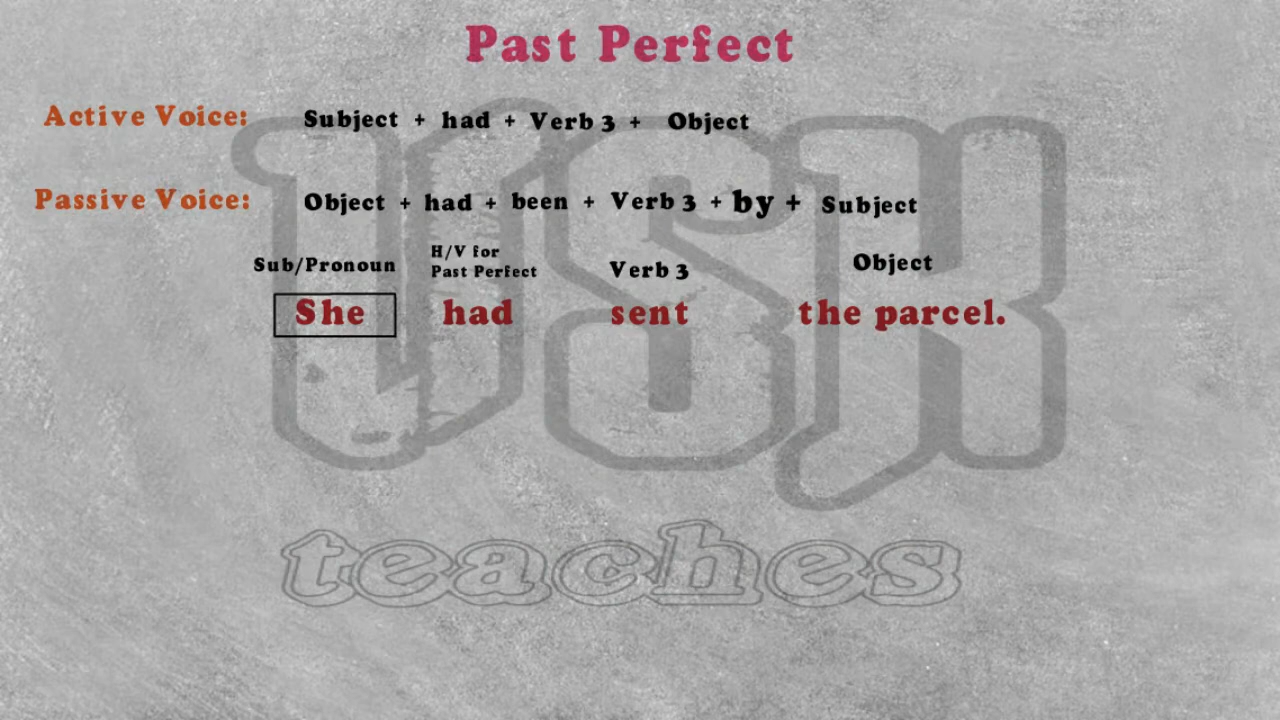 Past Perfect
Active Voice: Subject + had + Verb 3 + Object
Passive Voice: Object + had + been + Verb 3 + by + Subject
Sub/Pronoun H/V for Past Perfect Verb 3 Object
She had sent the parcel.
VSH
teaches